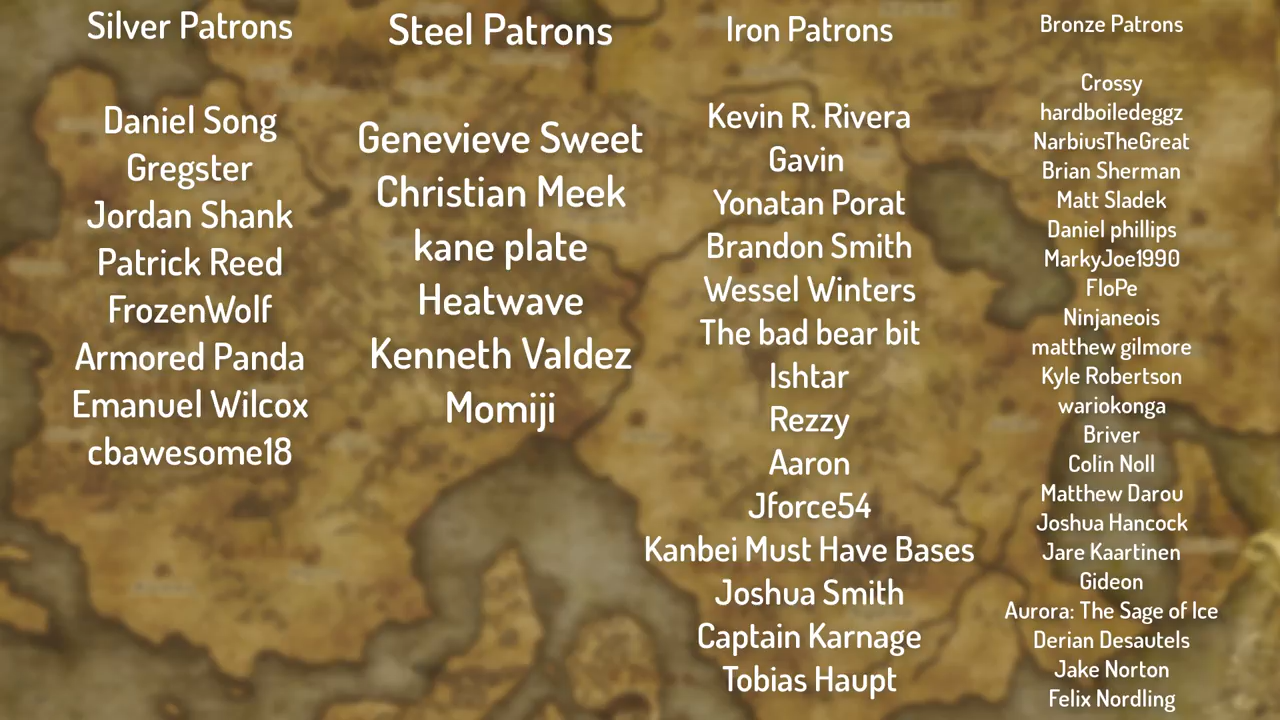 Silver Patrons
Daniel Song
Gregster
Jordan Shank
Patrick Reed
FrozenWolf
Armored Panda
Emanuel Wilcox
cbawesome18
Steel Patrons
Genevieve Sweet
Christian Meek
kane plate
Heatwave
Kenneth Valdez
Momiji
Iron Patrons
Kevin R. Rivera
Gavin
Yonatan Porat
Brandon Smith
Wessel Winters
The bad bear bit
Ishtar
Rezzy
Aaron
Jforce54
Kanbei Must Have Bases
Joshua Smith
Captain Karnage
Tobias Haupt
Bronze Patrons
Crossy
hardboiledeggz
NarbiusTheGreat
Brian Sherman
Matt Sladek
Daniel phillips
MarkyJoe1990
FloPe
Ninjaneois
matthew gilmore
Kyle Robertson
wariokonga
Briver
Colin Noll
Matthew Darou
Joshua Hancock
Jare Kaartinen
Gideon
Aurora: The Sage of Ice
Derian Desautels
Jake Norton
Felix Nordling